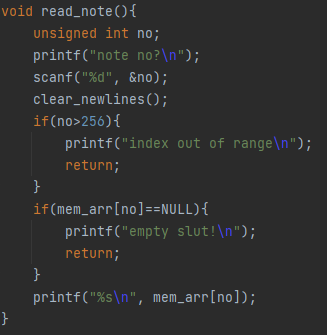 void read_note(){
    unsigned int no;
    printf("note no?\n");
    scanf("%d", &no);
    clear_newlines();
    if(no>256){
        printf("index out of range\n");
        return;
    }
    if(mem_arr[no]==NULL){
        printf("empty slut!\n");
        return;
    }
    printf("%s\n", mem_arr[no]);
}